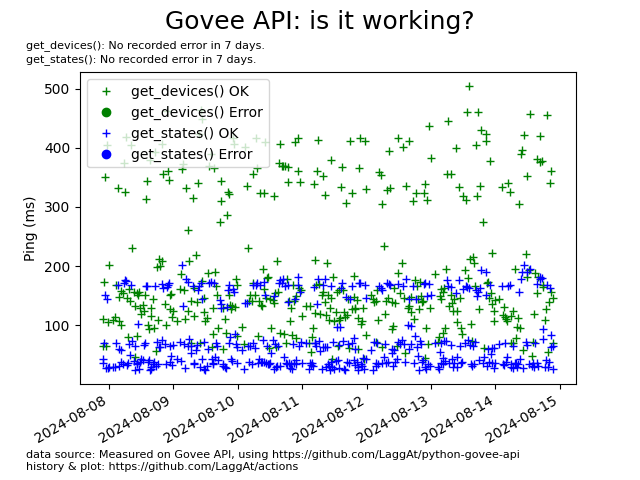 Govee API: is it working?
get_devices(): No recorded error in 7 days.
get_states(): No recorded error in 7 days.
get_devices() OK
get_devices() Error
get_states() OK
get_states() Error
Ping (ms)
500
400
300
200
100
2024-08-08
2024-08-09
2024-08-10
2024-08-11
2024-08-12
2024-08-13
2024-08-14
2024-08-15
data source: Measured on Govee API, using https://github.com/LaggAt/python-govee-api
history & plot: https://github.com/LaggAt/actions